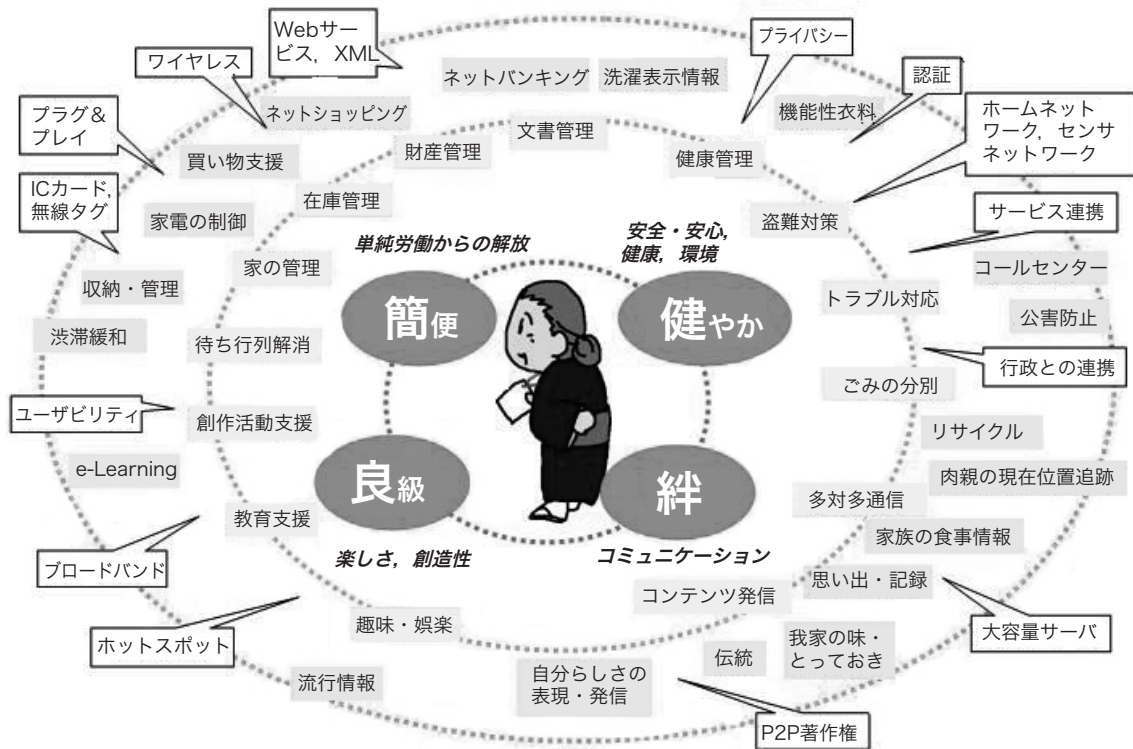 Webサー
ビス，XML
プライバシー
ワイヤレス
ネットバンキング
洗濯表示情報
認証
プラグ＆
プレイ
ネットショッピング
機能性衣料
ホームネット
ワーク，センサ
ネットワーク
文書管理
財産管理
健康管理
買い物支援
ICカード，
無線タグ
在庫管理
家電の制御
盗難対策
サービス連携
単純労働からの解放
安全・安心，
健康，環境
家の管理
コールセンター
収納・管理
簡便
健やか
トラブル対応
公害防止
渋滞緩和
待ち行列解消
行政との連携
ごみの分別
ユーザビリティ
創作活動支援
リサイクル
e-Learning
良級
絆
肉親の現在位置追跡
多対多通信
教育支援
家族の食事情報
楽しさ，創造性
コミュニケーション
ブロードバンド
思い出・記録
コンテンツ発信
趣味・娯楽
ホットスポット
大容量サーバ
我家の味・
とっておき
伝統
自分らしさの
表現・発信
流行情報
P2P著作権